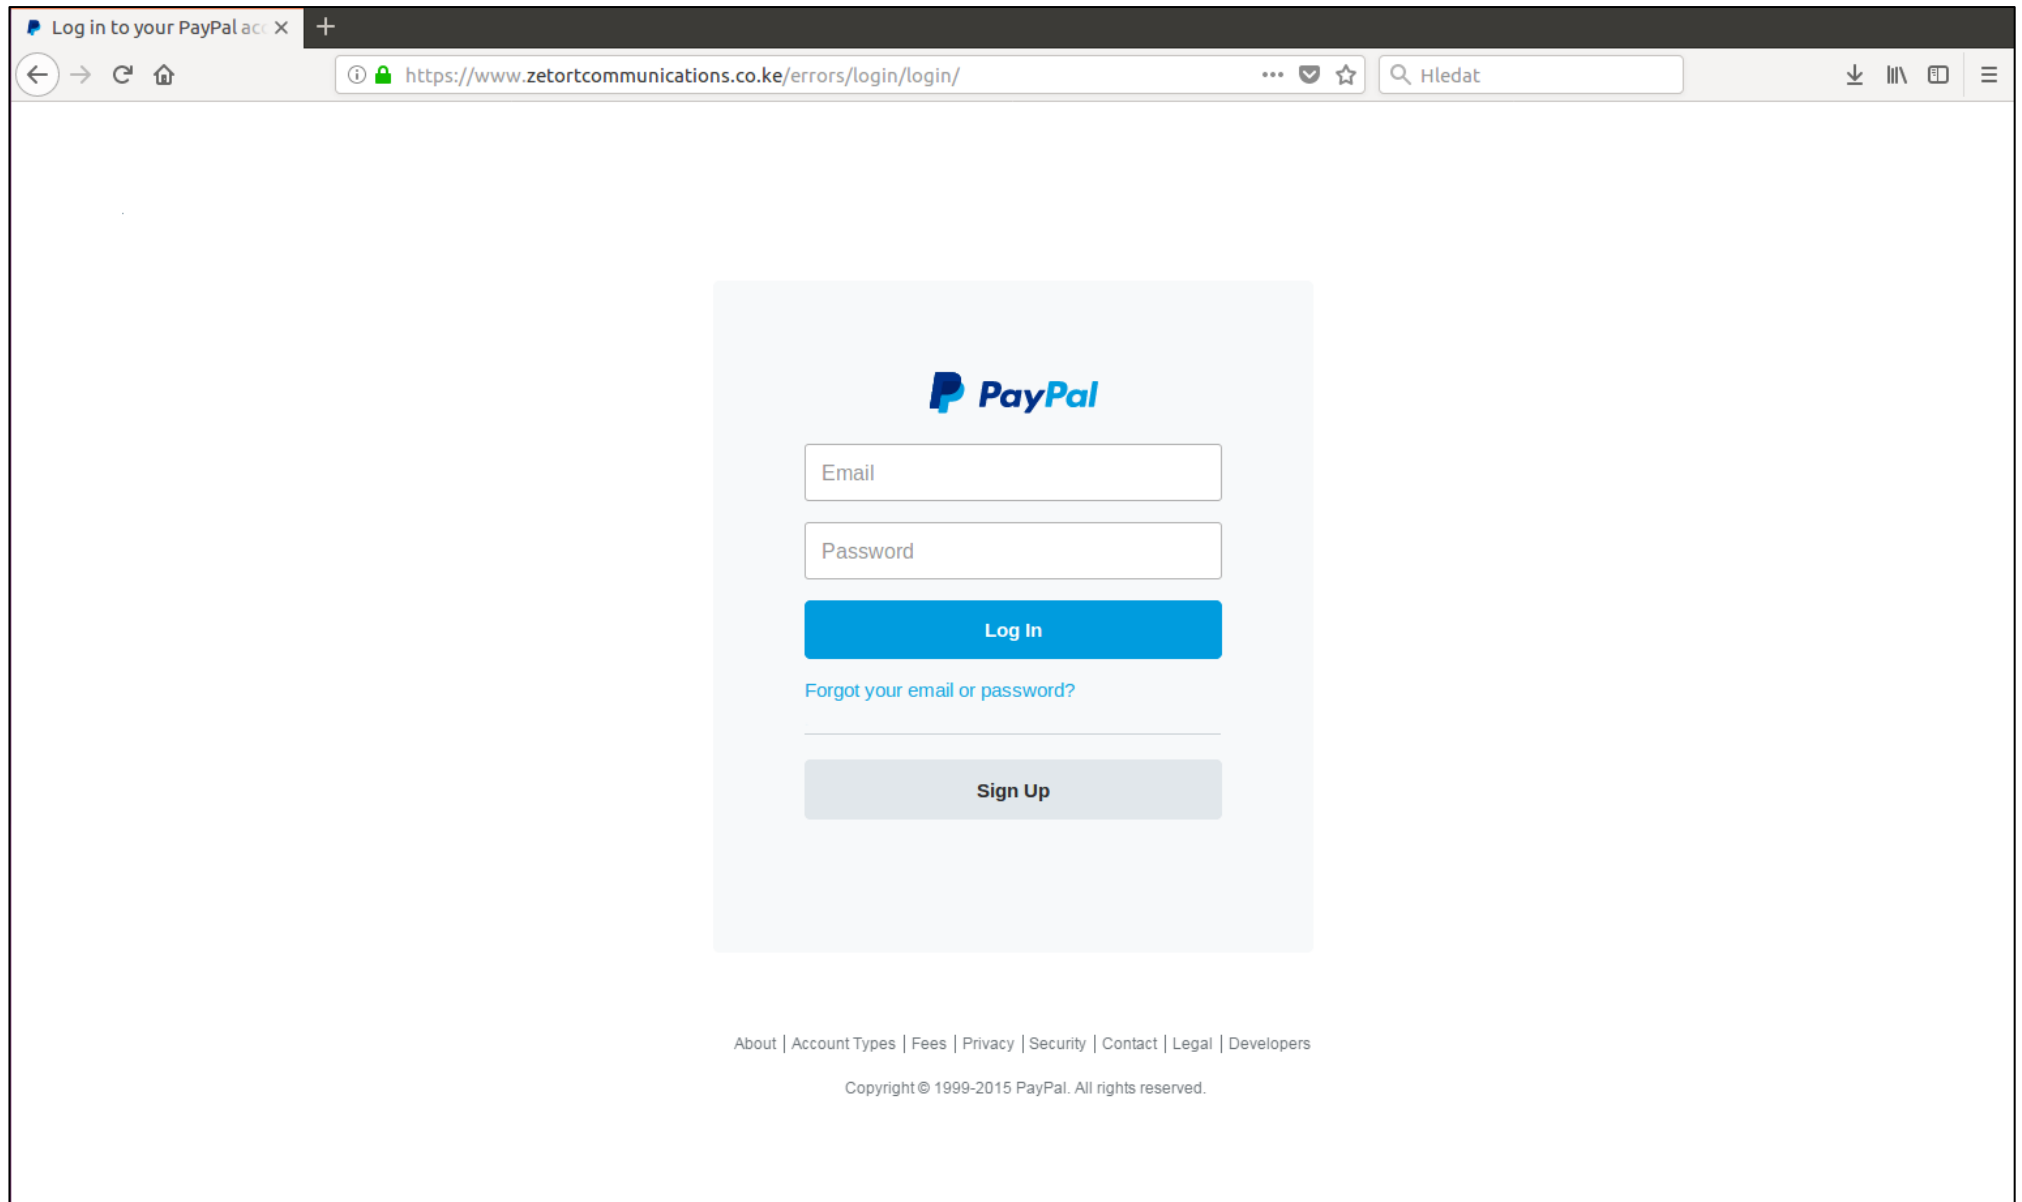 Log in to your PayPal acc
https://www.zetortcommunications.co.ke/errors/login/login/
Hledat
PayPal
Email
Password
Log In
Forgot your email or password?
Sign Up
About | Account Types | Fees | Privacy | Security | Contact | Legal | Developers
Copyright © 1999-2015 PayPal. All rights reserved.